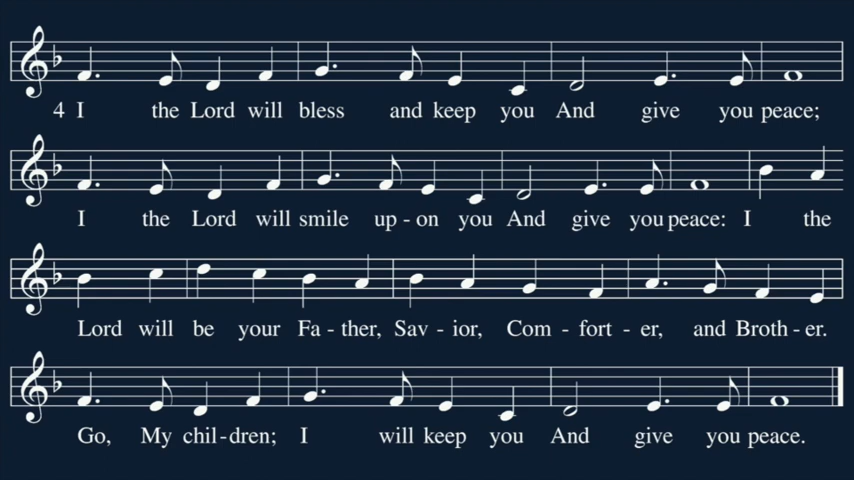 4 I the Lord will bless and keep you And give you peace;
I the Lord will smile up - on you And give you peace: I the
Lord will be your Fa - ther, Sav - ior, Com - fort - er, and Broth - er.
Go, My chil - dren; I will keep you And give you peace.